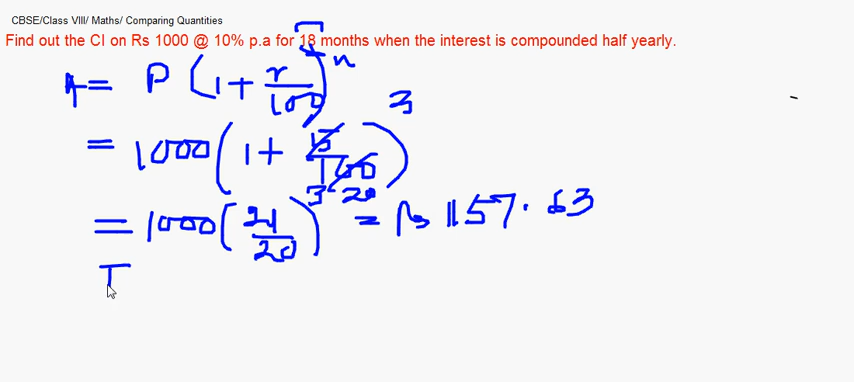 CBSE/Class VIII/ Maths/ Comparing Quantities
Find out the CI on Rs 1000 @ 10% p.a for 18 months when the interest is compounded half yearly.
A = P (1 + r/100)^n
= 1000 (1 + 5/100)^3
20
= 1000 (21/20)^3 = Rs 1157.63
I